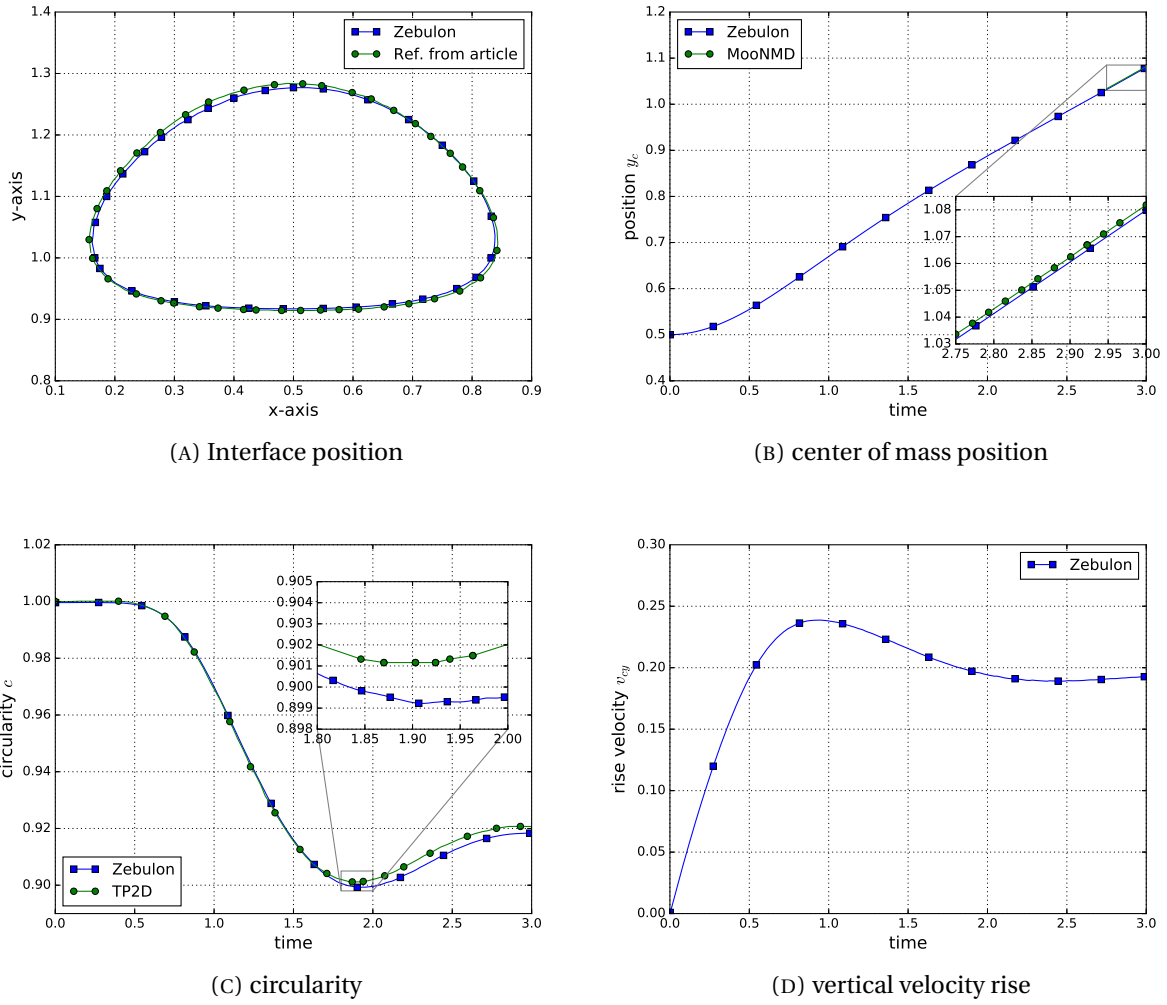 Zebulon
Ref. from article
1.4
1.3
1.2
1.1
1.0
0.9
0.8
y-axis
0.1 0.2 0.3 0.4 0.5 0.6 0.7 0.8 0.9
x-axis
(A) Interface position
Zebulon
MooNMD
1.2
1.1
1.0
0.9
0.8
0.7
0.6
0.5
0.4
position y_c
1.08
1.07
1.06
1.05
1.04
1.03
2.75 2.80 2.85 2.90 2.95 3.00
0.0 0.5 1.0 1.5 2.0 2.5 3.0
time
(B) center of mass position
1.02
1.00
0.98
0.96
0.94
0.92
0.90
circularity c
0.905
0.904
0.903
0.902
0.901
0.900
0.899
0.898
1.80 1.85 1.90 1.95 2.00
Zebulon
TP2D
0.0 0.5 1.0 1.5 2.0 2.5 3.0
time
(C) circularity
Zebulon
0.30
0.25
0.20
0.15
0.10
0.05
0.00
rise velocity v_cy
0.0 0.5 1.0 1.5 2.0 2.5 3.0
time
(D) vertical velocity rise